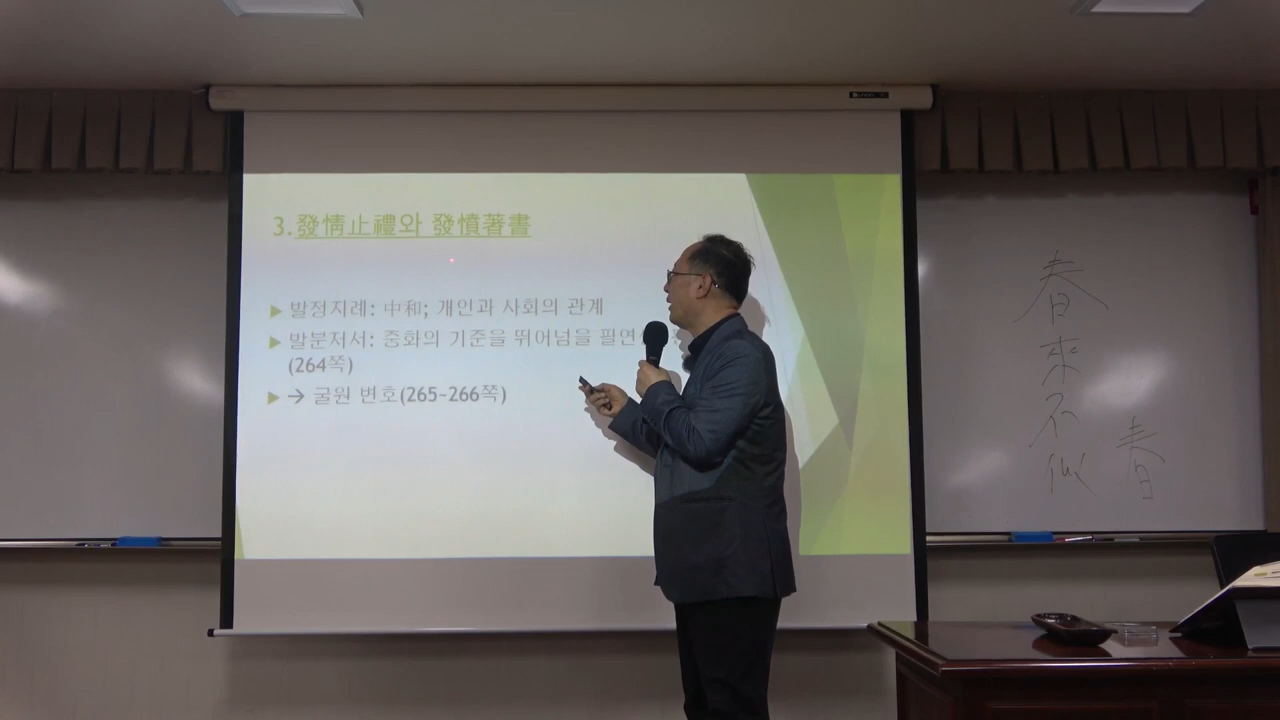 3.發情止禮와 發憤著書
▶ 발정지례: 中和; 개인과 사회의 관계
▶ 발분저서: 중화의 기준을 뛰어넘을 필연
(264쪽)
▶ → 굴원 변호(265~266쪽)
春來不似
春